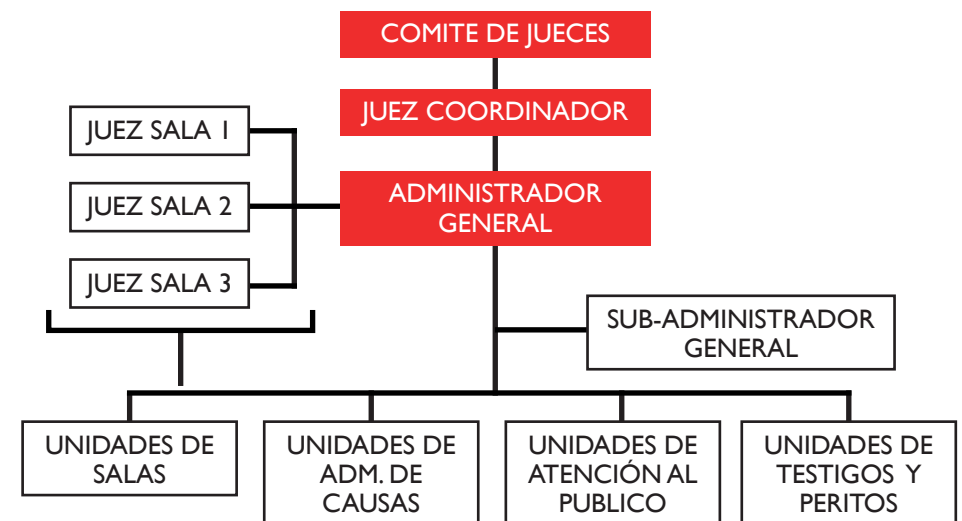 COMITE DE JUECES
JUEZ COORDINADOR
ADMINISTRADOR
GENERAL
JUEZ SALA 1
JUEZ SALA 2
JUEZ SALA 3
SUB-ADMINISTRADOR
GENERAL
UNIDADES DE
SALAS
UNIDADES DE
ADM. DE
CAUSAS
UNIDADES DE
ATENCIÓN AL
PUBLICO
UNIDADES DE
TESTIGOS Y
PERITOS